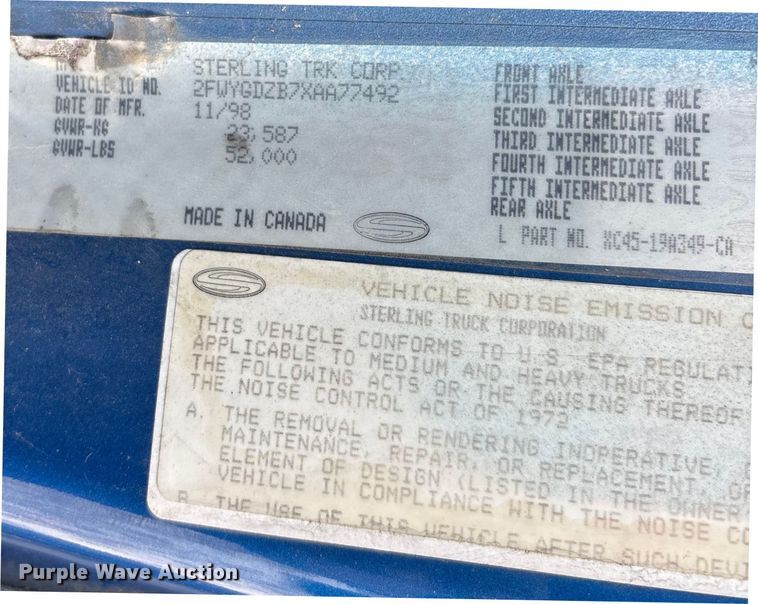 STERLING TRK CORP
VEHICLE ID NO. 2FWYGDZB7XAA77492
DATE OF MFR. 11/98
GVWR-KG 23,587
GVWR-LBS 52,000
MADE IN CANADA
FRONT AXLE
FIRST INTERMEDIATE AXLE
SECOND INTERMEDIATE AXLE
THIRD INTERMEDIATE AXLE
FOURTH INTERMEDIATE AXLE
FIFTH INTERMEDIATE AXLE
REAR AXLE
L PART NO. XC45-19A349-CA
VEHICLE NOISE EMISSION
STERLING TRUCK CORPORATION
THIS VEHICLE CONFORMS TO U.S. EPA REGULATI
APPLICABLE TO MEDIUM AND HEAVY TRUCKS
THE FOLLOWING ACTS OR THE CAUSING THEREOF
THE NOISE CONTROL ACT OF 1972
A. THE REMOVAL OR RENDERING INOPERATIVE,
MAINTENANCE, REPAIR, OR REPLACEMENT, OF
ELEMENT OF DESIGN (LISTED IN THE OWNER
VEHICLE IN COMPLIANCE WITH THE NOISE CO
B. THE USE OF THIS VEHICLE AFTER SUCH DEVI
Purple Wave Auction